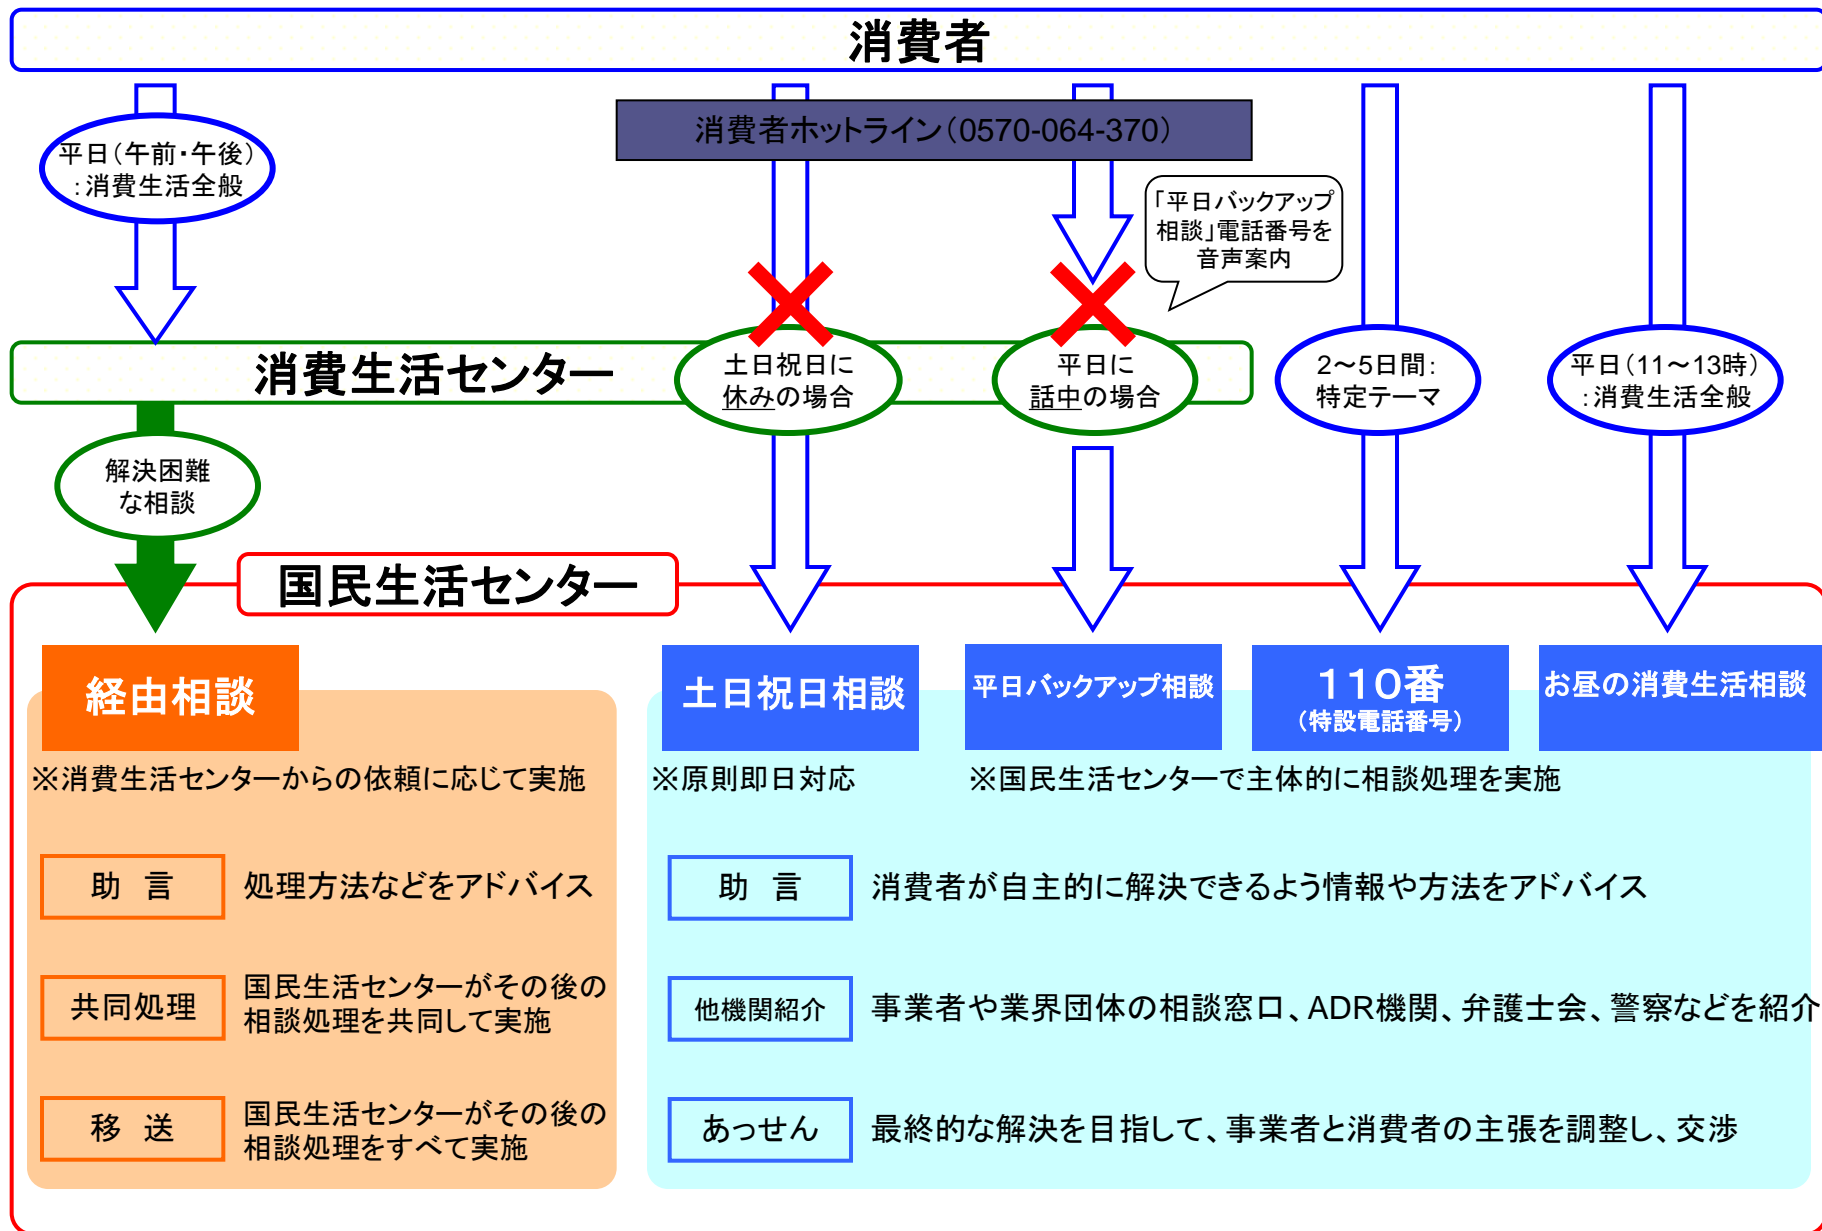 消費者
平日(午前・午後)
:消費生活全般
消費者ホットライン(0570-064-370)
「平日バックアップ
相談」電話番号を
音声案内
消費生活センター
土日祝日に
休みの場合
平日に
話中の場合
2～5日間:
特定テーマ
平日(11～13時)
:消費生活全般
解決困難
な相談
国民生活センター
経由相談
※消費生活センターからの依頼に応じて実施
助 言
処理方法などをアドバイス
共同処理
国民生活センターがその後の
相談処理を共同して実施
移 送
国民生活センターがその後の
相談処理をすべて実施
土日祝日相談
平日バックアップ相談
110番
(特設電話番号)
お昼の消費生活相談
※原則即日対応
※国民生活センターで主体的に相談処理を実施
助 言
消費者が自主的に解決できるよう情報や方法をアドバイス
他機関紹介
事業者や業界団体の相談窓口、ADR機関、弁護士会、警察などを紹介
あっせん
最終的な解決を目指して、事業者と消費者の主張を調整し、交渉